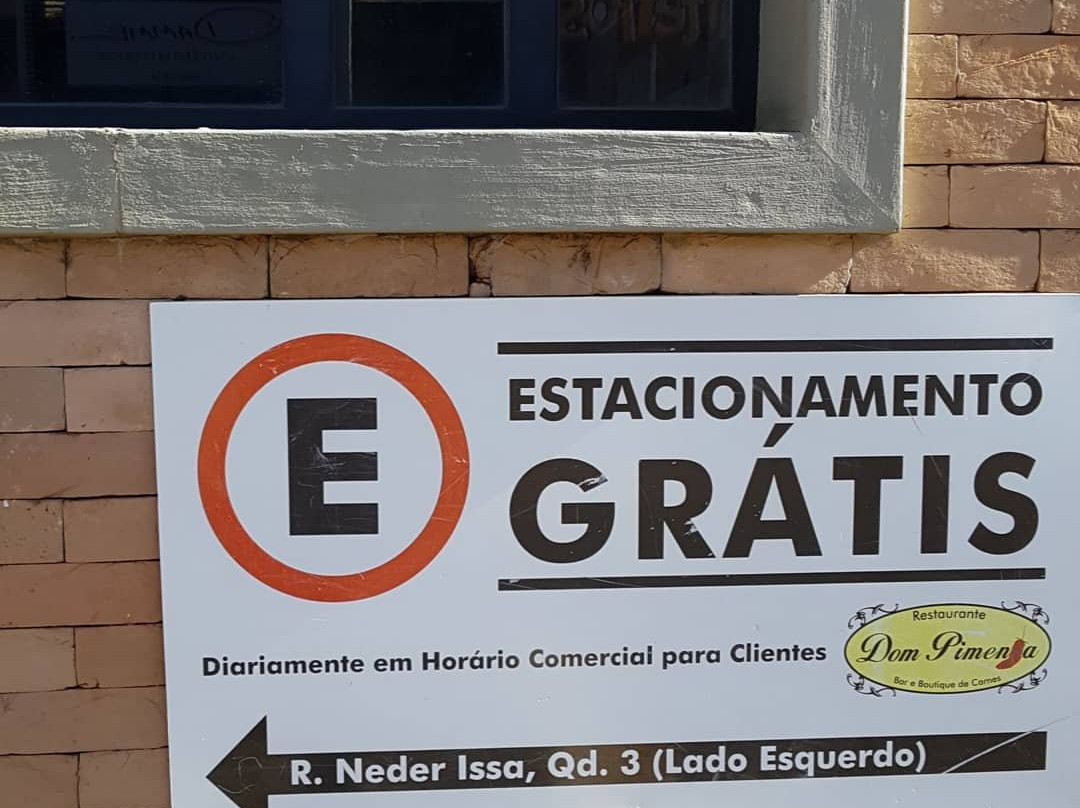 E
ESTACIONAMENTO
GRÁTIS
Diariamente em Horário Comercial para Clientes
Restaurante
Dom Pimenta
Bar e Boutique de Carnes
R. Neder Issa, Qd. 3 (Lado Esquerdo)